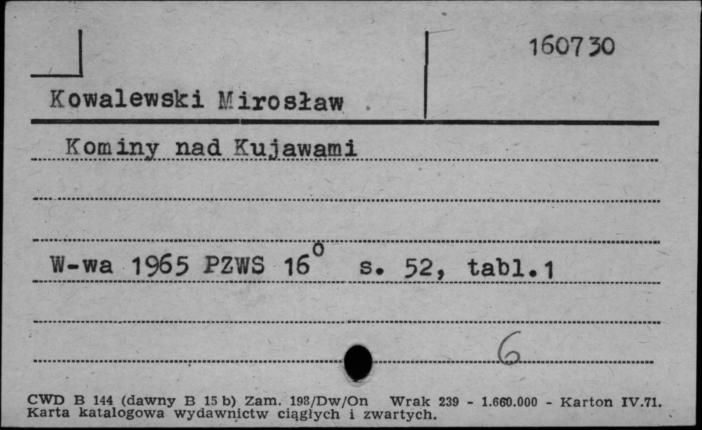 160730
Kowalewski Mirosław
Kominy nad Kujawami
W-wa 1965 PZWS 16° s. 52, tabl.1
6
CWD B 144 (dawny B 15 b) Zam. 198/Dw/On Wrak 239 - 1.660.000 - Karton IV.71.
Karta katalogowa wydawnictw ciągłych i zwartych.